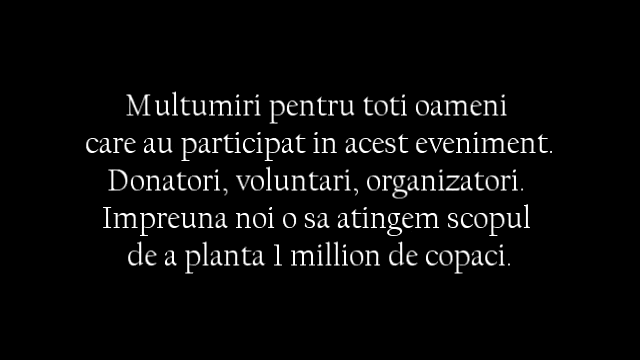 Multumiri pentru toti oameni
care au participat in acest eveniment.
Donatori, voluntari, organizatori.
Impreuna noi o sa atingem scopul
de a planta 1 million de copaci.